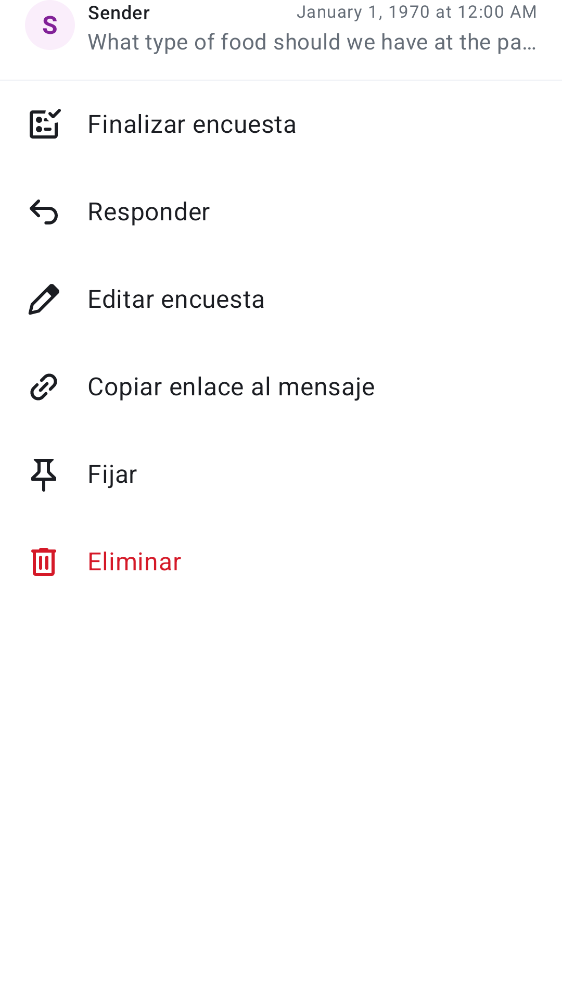 S
Sender
January 1, 1970 at 12:00 AM
What type of food should we have at the pa…
Finalizar encuesta
Responder
Editar encuesta
Copiar enlace al mensaje
Fijar
Eliminar